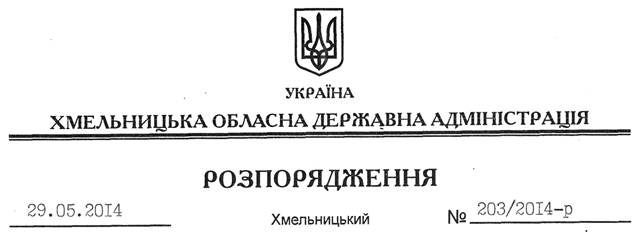 УКРАЇНА
ХМЕЛЬНИЦЬКА ОБЛАСНА ДЕРЖАВНА АДМІНІСТРАЦІЯ
РОЗПОРЯДЖЕННЯ
29.05.2014 Хмельницький № 203/2014-р